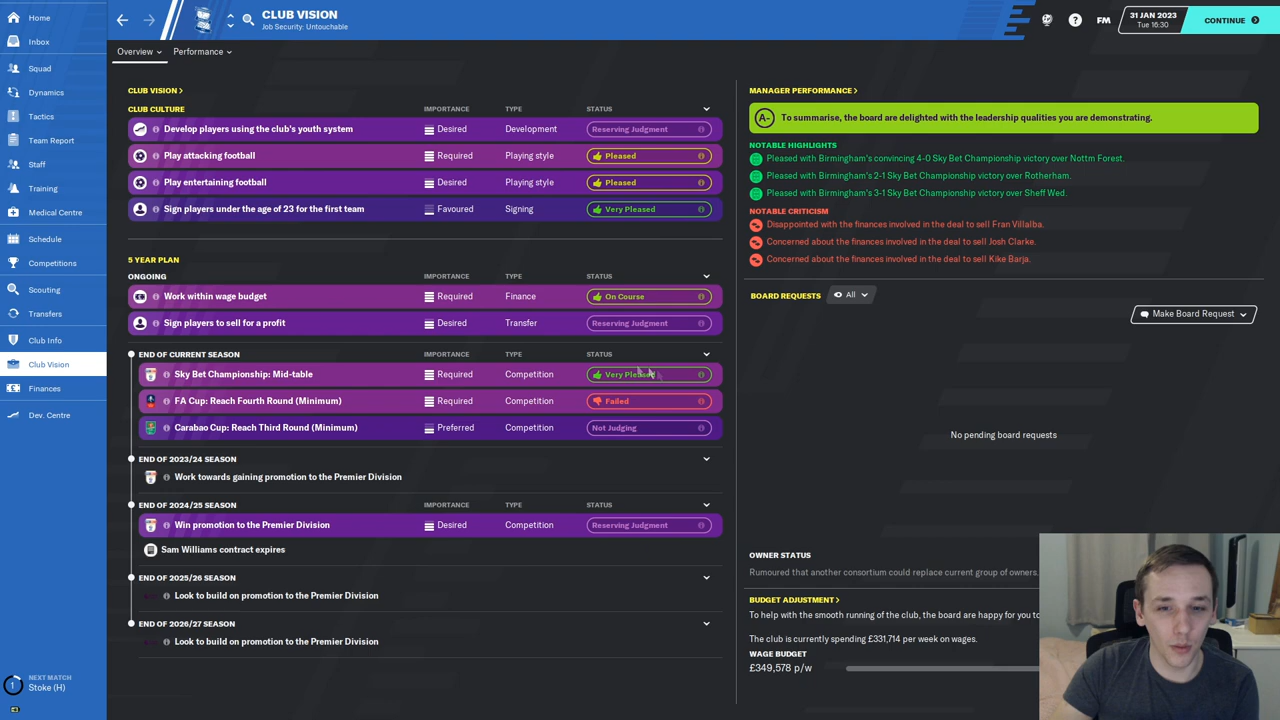 Home
Inbox
Squad
Dynamics
Tactics
Team Report
Staff
Training
Medical Centre
Schedule
Competitions
Scouting
Transfers
Club Info
Club Vision
Finances
Dev. Centre
1
NEXT MATCH
Stoke (H)
CLUB VISION
Job Security: Untouchable
?
FM
31 JAN 2023
Tue 16:30
CONTINUE
Overview
Performance
CLUB VISION >
CLUB CULTURE IMPORTANCE TYPE STATUS
Develop players using the club's youth system Desired Development Reserving Judgment
Play attacking football Required Playing style Pleased
Play entertaining football Desired Playing style Pleased
Sign players under the age of 23 for the first team Favoured Signing Very Pleased
5 YEAR PLAN
ONGOING IMPORTANCE TYPE STATUS
Work within wage budget Required Finance On Course
Sign players to sell for a profit Desired Transfer Reserving Judgment
END OF CURRENT SEASON IMPORTANCE TYPE STATUS
Sky Bet Championship: Mid-table Required Competition Very Pleased
FA Cup: Reach Fourth Round (Minimum) Required Competition Failed
Carabao Cup: Reach Third Round (Minimum) Preferred Competition Not Judging
END OF 2023/24 SEASON
Work towards gaining promotion to the Premier Division
END OF 2024/25 SEASON IMPORTANCE TYPE STATUS
Win promotion to the Premier Division Desired Competition Reserving Judgment
Sam Williams contract expires
END OF 2025/26 SEASON
Look to build on promotion to the Premier Division
END OF 2026/27 SEASON
Look to build on promotion to the Premier Division
MANAGER PERFORMANCE >
A- To summarise, the board are delighted with the leadership qualities you are demonstrating.
NOTABLE HIGHLIGHTS
Pleased with Birmingham's convincing 4-0 Sky Bet Championship victory over Nottm Forest.
Pleased with Birmingham's 2-1 Sky Bet Championship victory over Rotherham.
Pleased with Birmingham's 3-1 Sky Bet Championship victory over Sheff Wed.
NOTABLE CRITICISM
Disappointed with the finances involved in the deal to sell Fran Villalba.
Concerned about the finances involved in the deal to sell Josh Clarke.
Concerned about the finances involved in the deal to sell Kike Barja.
BOARD REQUESTS All
Make Board Request
No pending board requests
OWNER STATUS
Rumoured that another consortium could replace current group of owners.
BUDGET ADJUSTMENT >
To help with the smooth running of the club, the board are happy for you to
The club is currently spending £331,714 per week on wages.
WAGE BUDGET
£349,578 p/w